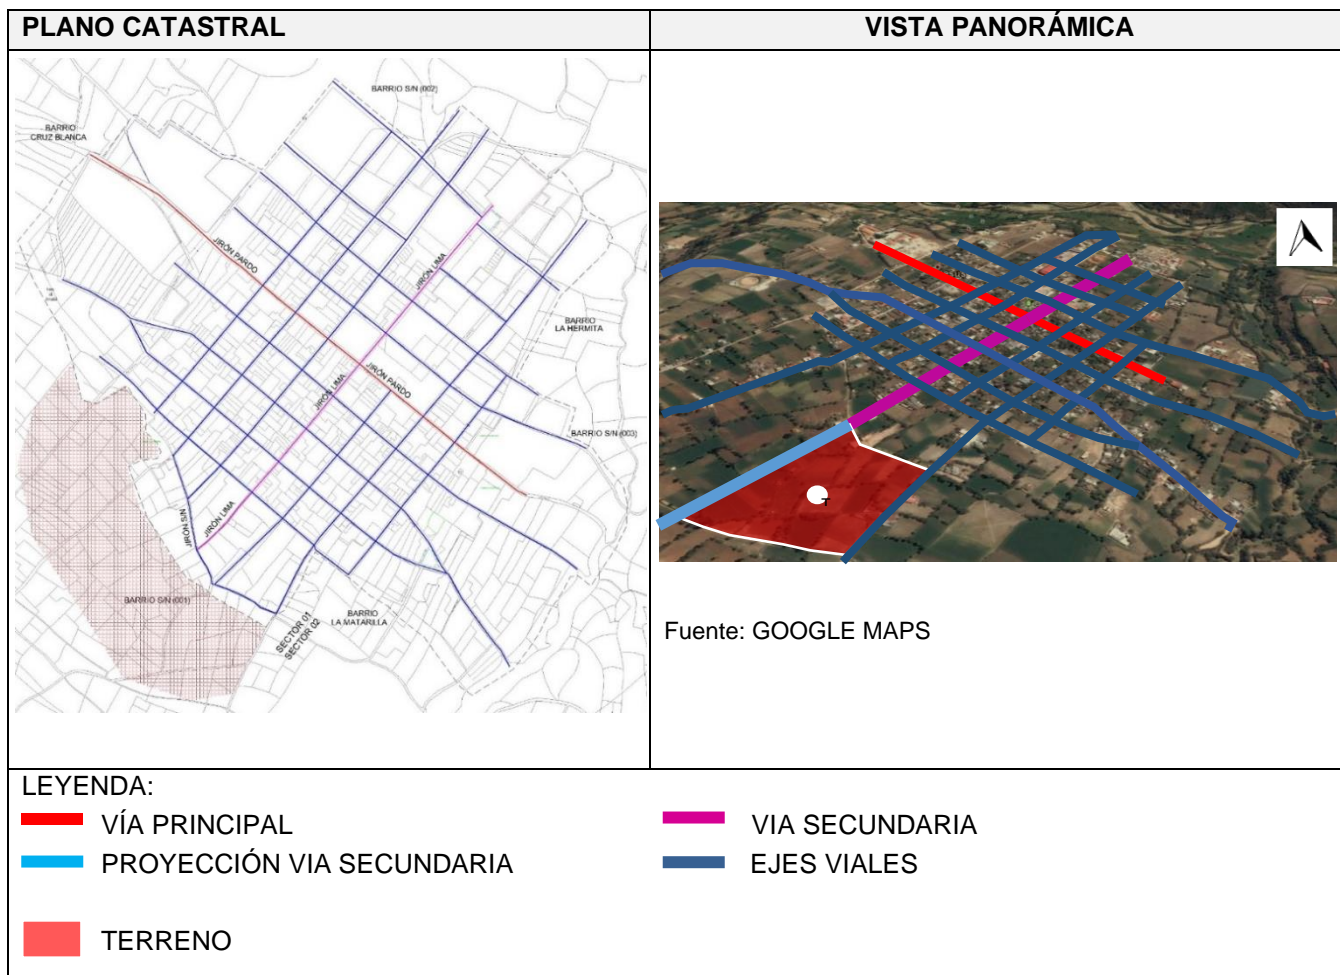 PLANO CATASTRAL
VISTA PANORÁMICA
BARRIO S/N (002)
BARRIO
CRUZ BLANCA
JIRÓN PARDO
JIRÓN LIMA
BARRIO
LA HERMITA
JIRÓN LIMA
JIRÓN PARDO
BARRIO S/N (003)
JIRÓN S/N
JIRÓN LIMA
BARRIO S/N (001)
SECTOR 01
SECTOR 02
BARRIO
LA MATARILLA
T
Fuente: GOOGLE MAPS
LEYENDA:
VÍA PRINCIPAL
VIA SECUNDARIA
PROYECCIÓN VIA SECUNDARIA
EJES VIALES
TERRENO